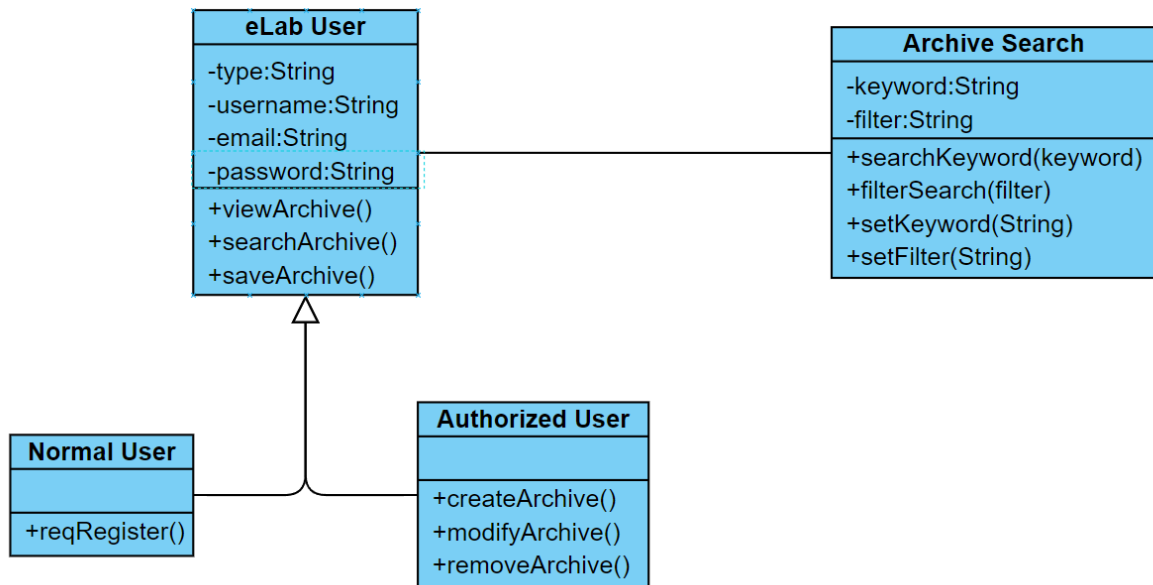 eLab User
-type:String
-username:String
-email:String
-password:String
+viewArchive()
+searchArchive()
+saveArchive()
Archive Search
-keyword:String
-filter:String
+searchKeyword(keyword)
+filterSearch(filter)
+setKeyword(String)
+setFilter(String)
Normal User
+reqRegister()
Authorized User
+createArchive()
+modifyArchive()
+removeArchive()